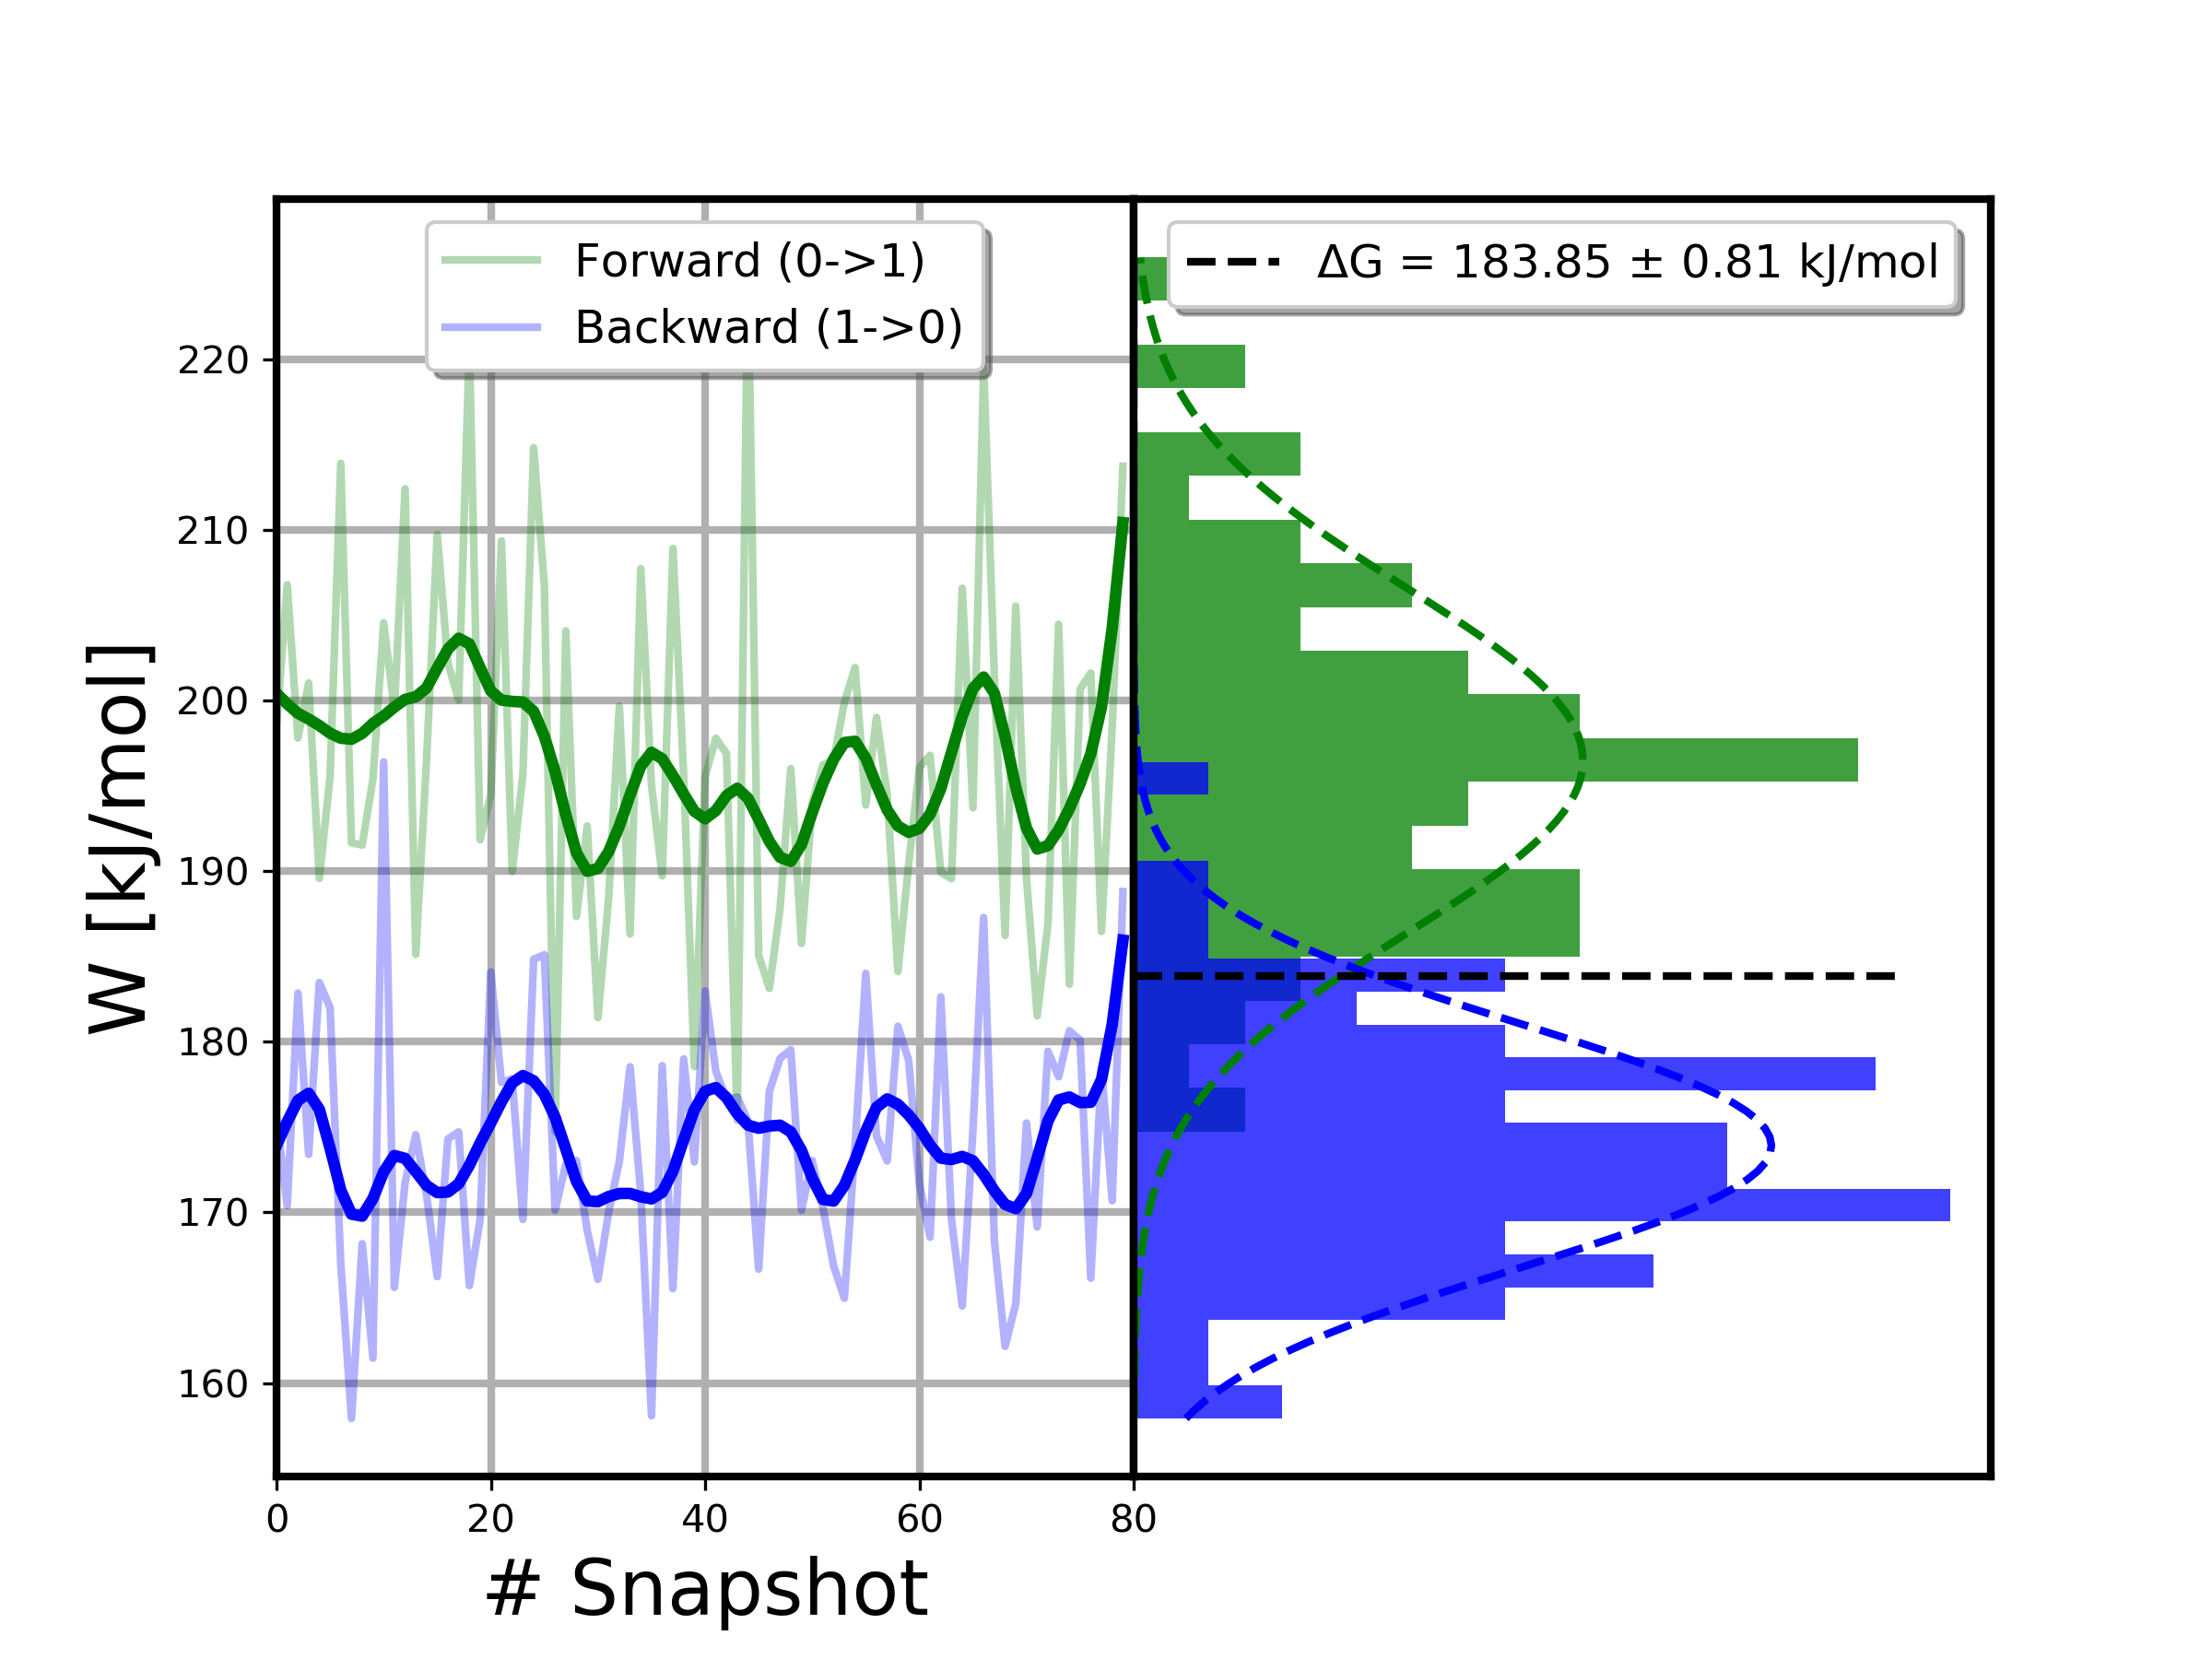 Forward (0->1)
Backward (1->0)
ΔG = 183.85 ± 0.81 kJ/mol
W [kJ/mol]
220
210
200
190
180
170
160
0 20 40 60 80
# Snapshot